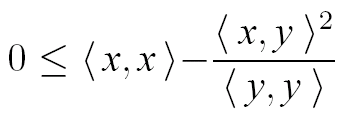 0 ≤ ⟨x, x⟩ − ⟨x, y⟩² / ⟨y, y⟩